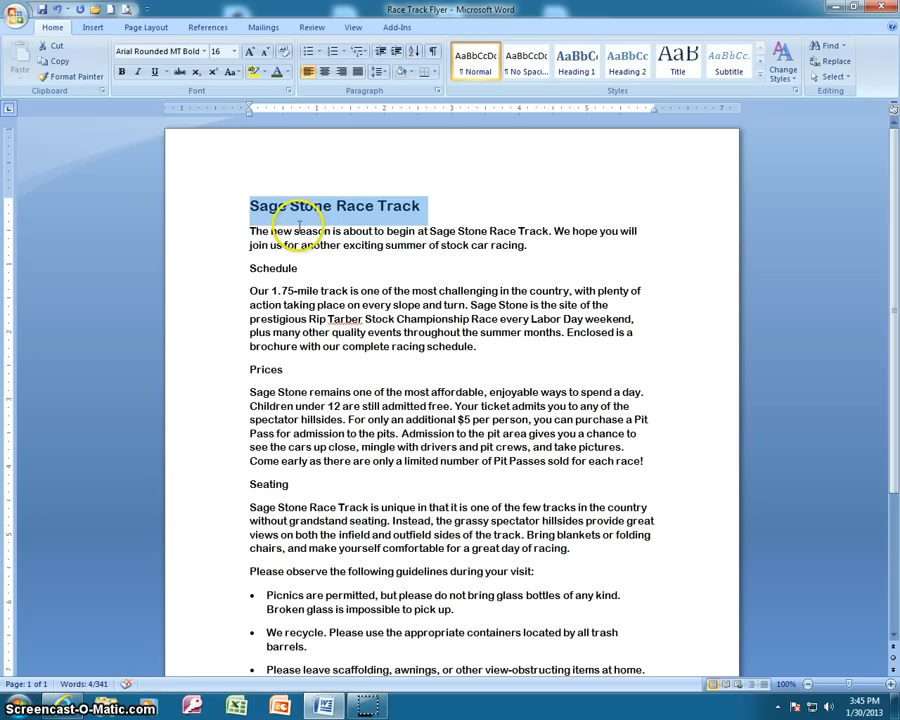 Race Track Flyer - Microsoft Word
Home Insert Page Layout References Mailings Review View Add-Ins
Paste
Cut
Copy
Format Painter
Clipboard
Arial Rounded MT Bold 16
Font
Paragraph
AaBbCcDc AaBbCcDc AaBbC AaBbCc AaB AaBbCc.
¶ Normal ¶ No Spaci... Heading 1 Heading 2 Title Subtitle
Change
Styles
Styles
Find
Replace
Select
Editing
Sage Stone Race Track
The new season is about to begin at Sage Stone Race Track. We hope you will
join us for another exciting summer of stock car racing.
Schedule
Our 1.75-mile track is one of the most challenging in the country, with plenty of
action taking place on every slope and turn. Sage Stone is the site of the
prestigious Rip Tarber Stock Championship Race every Labor Day weekend,
plus many other quality events throughout the summer months. Enclosed is a
brochure with our complete racing schedule.
Prices
Sage Stone remains one of the most affordable, enjoyable ways to spend a day.
Children under 12 are still admitted free. Your ticket admits you to any of the
spectator hillsides. For only an additional $5 per person, you can purchase a Pit
Pass for admission to the pits. Admission to the pit area gives you a chance to
see the cars up close, mingle with drivers and pit crews, and take pictures.
Come early as there are only a limited number of Pit Passes sold for each race!
Seating
Sage Stone Race Track is unique in that it is one of the few tracks in the country
without grandstand seating. Instead, the grassy spectator hillsides provide great
views on both the infield and outfield sides of the track. Bring blankets or folding
chairs, and make yourself comfortable for a great day of racing.
Please observe the following guidelines during your visit:
• Picnics are permitted, but please do not bring glass bottles of any kind.
Broken glass is impossible to pick up.
• We recycle. Please use the appropriate containers located by all trash
barrels.
• Please leave scaffolding, awnings, or other view-obstructing items at home.
Page: 1 of 1 Words: 4/341 100%
Screencast-O-Matic.com
3:45 PM
1/30/2013